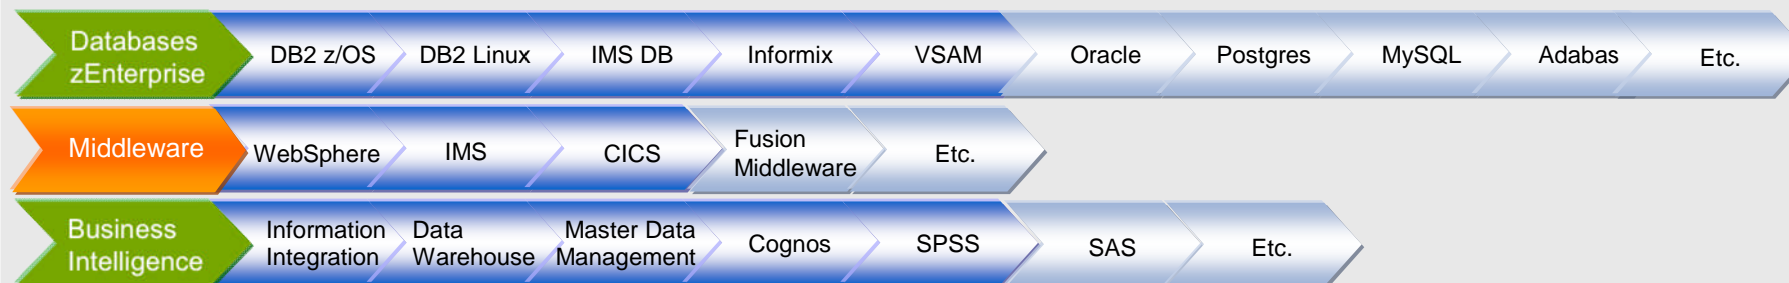 Databases
zEnterprise
DB2 z/OS
DB2 Linux
IMS DB
Informix
VSAM
Oracle
Postgres
MySQL
Adabas
Etc.
Middleware
WebSphere
IMS
CICS
Fusion
Middleware
Etc.
Business
Intelligence
Information
Integration
Data
Warehouse
Master Data
Management
Cognos
SPSS
SAS
Etc.